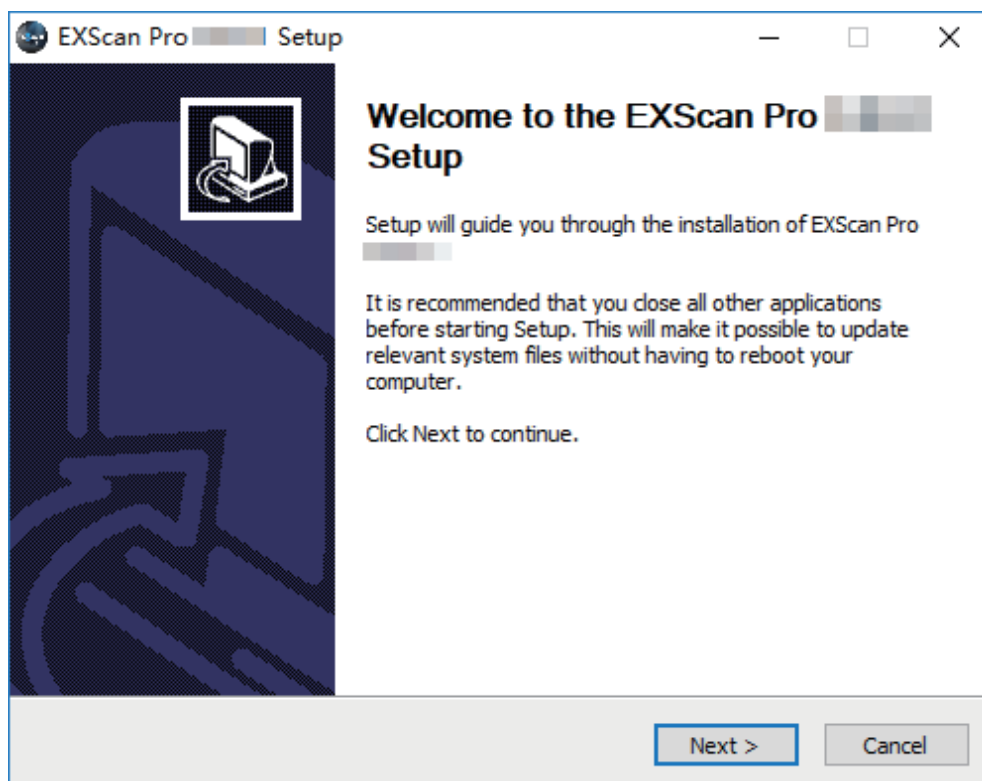 EXScan Pro Setup
Welcome to the EXScan Pro
Setup
Setup will guide you through the installation of EXScan Pro
It is recommended that you close all other applications
before starting Setup. This will make it possible to update
relevant system files without having to reboot your
computer.
Click Next to continue.
Next >
Cancel